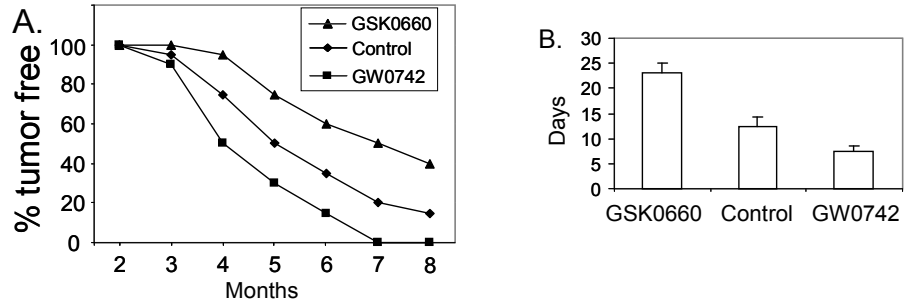 A.
% tumor free
100
80
60
40
20
0
GSK0660
Control
GW0742
2 3 4 5 6 7 8
Months
B.
Days
30
25
20
15
10
5
0
GSK0660 Control GW0742